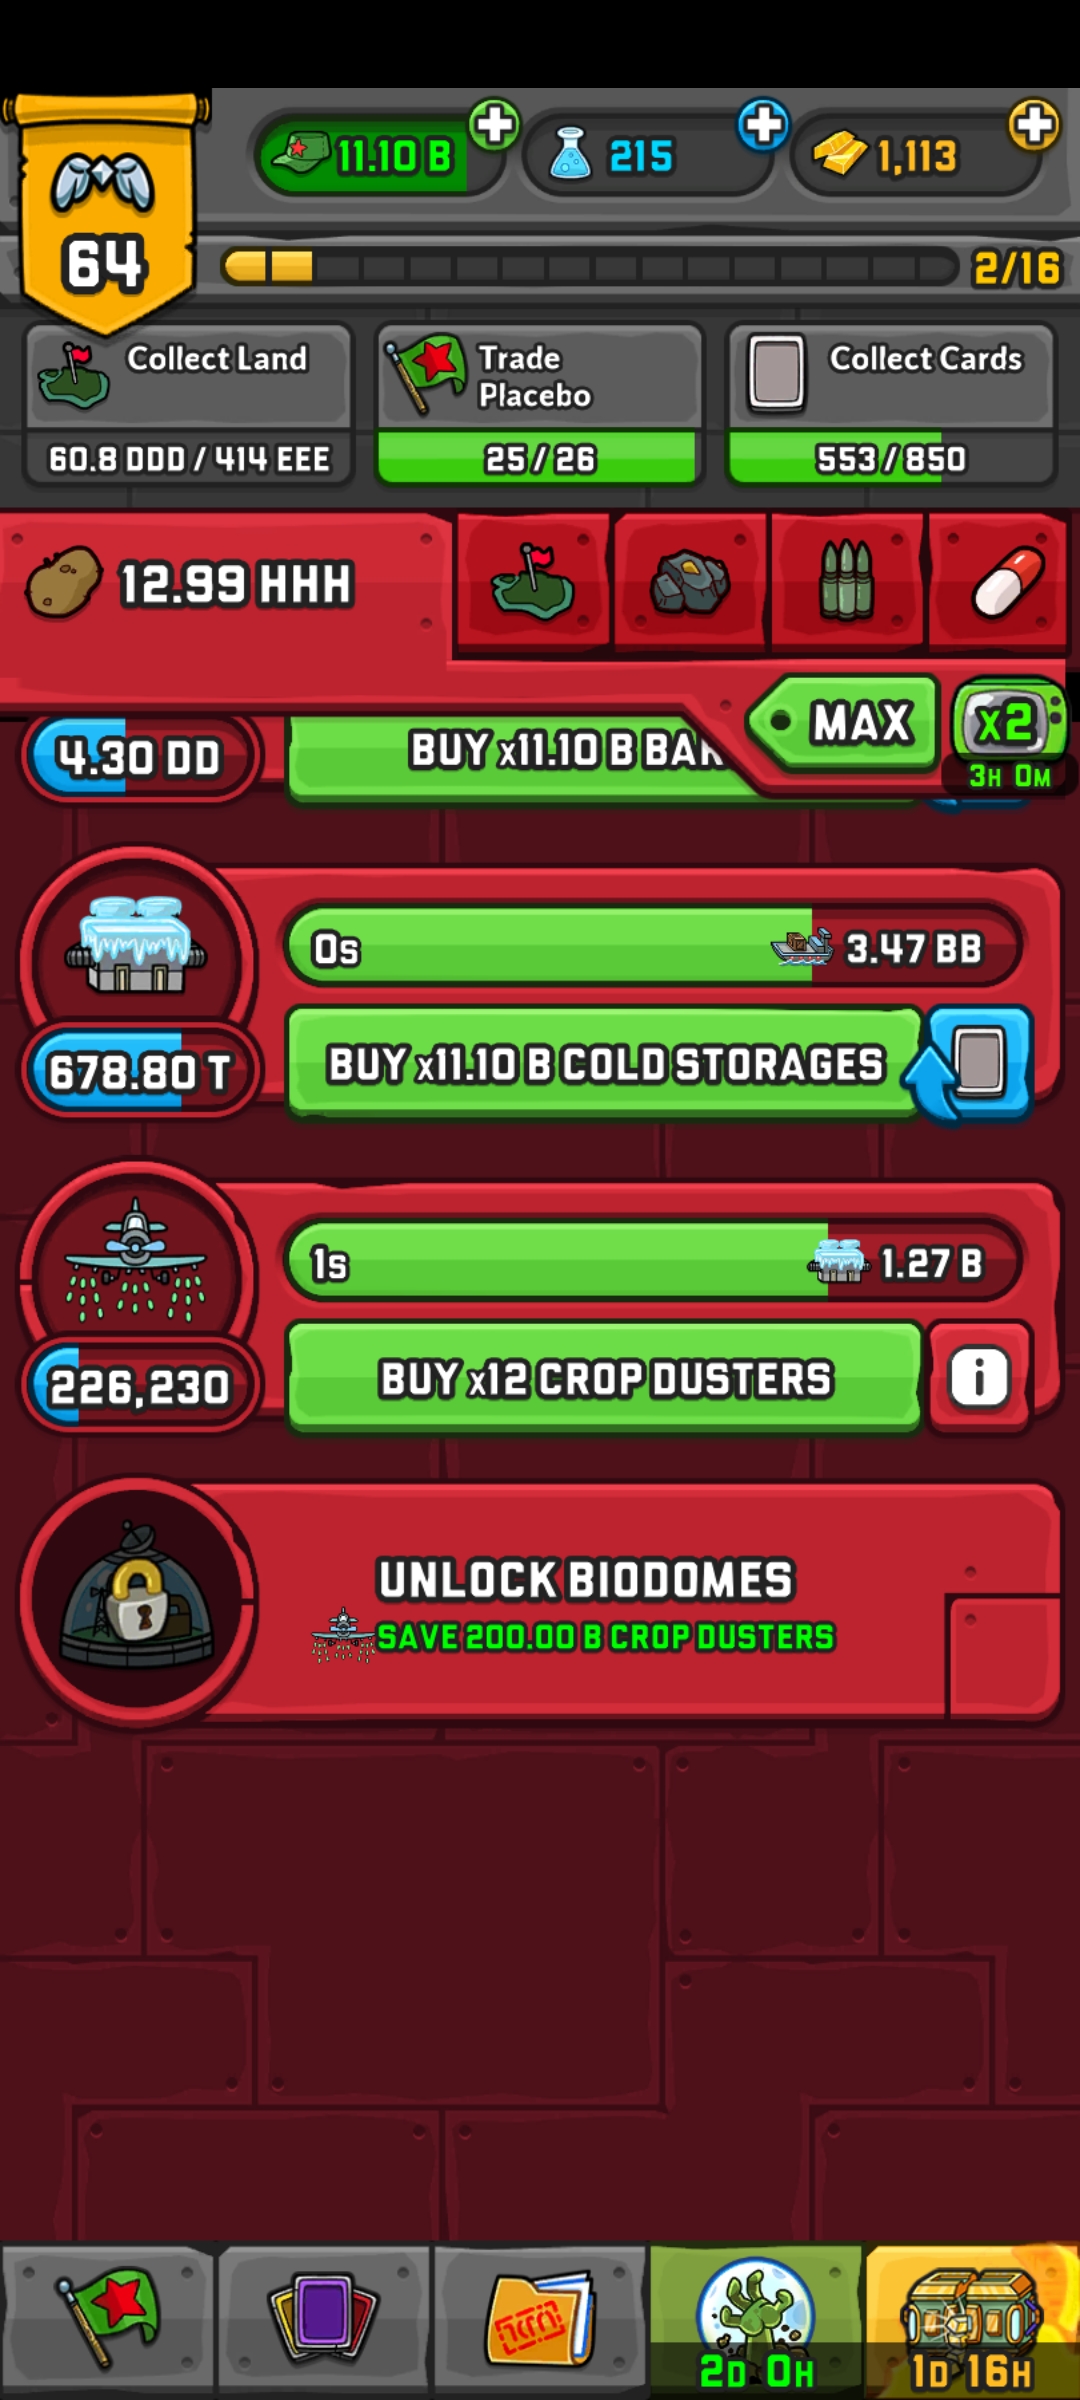 11.10 B
215
1,113
64
2/16
Collect Land
60.8 DDD / 414 EEE
Trade
Placebo
25 / 26
Collect Cards
553 / 850
12.99 HHH
MAX
x2
3H 0M
4.30 DD
BUY x11.10 B
0s
3.47 BB
678.80 T
BUY x11.10 B COLD STORAGES
1s
1.27 B
226,230
BUY x12 CROP DUSTERS
i
UNLOCK BIODOMES
SAVE 200.00 B CROP DUSTERS
2D 0H
1D 16H